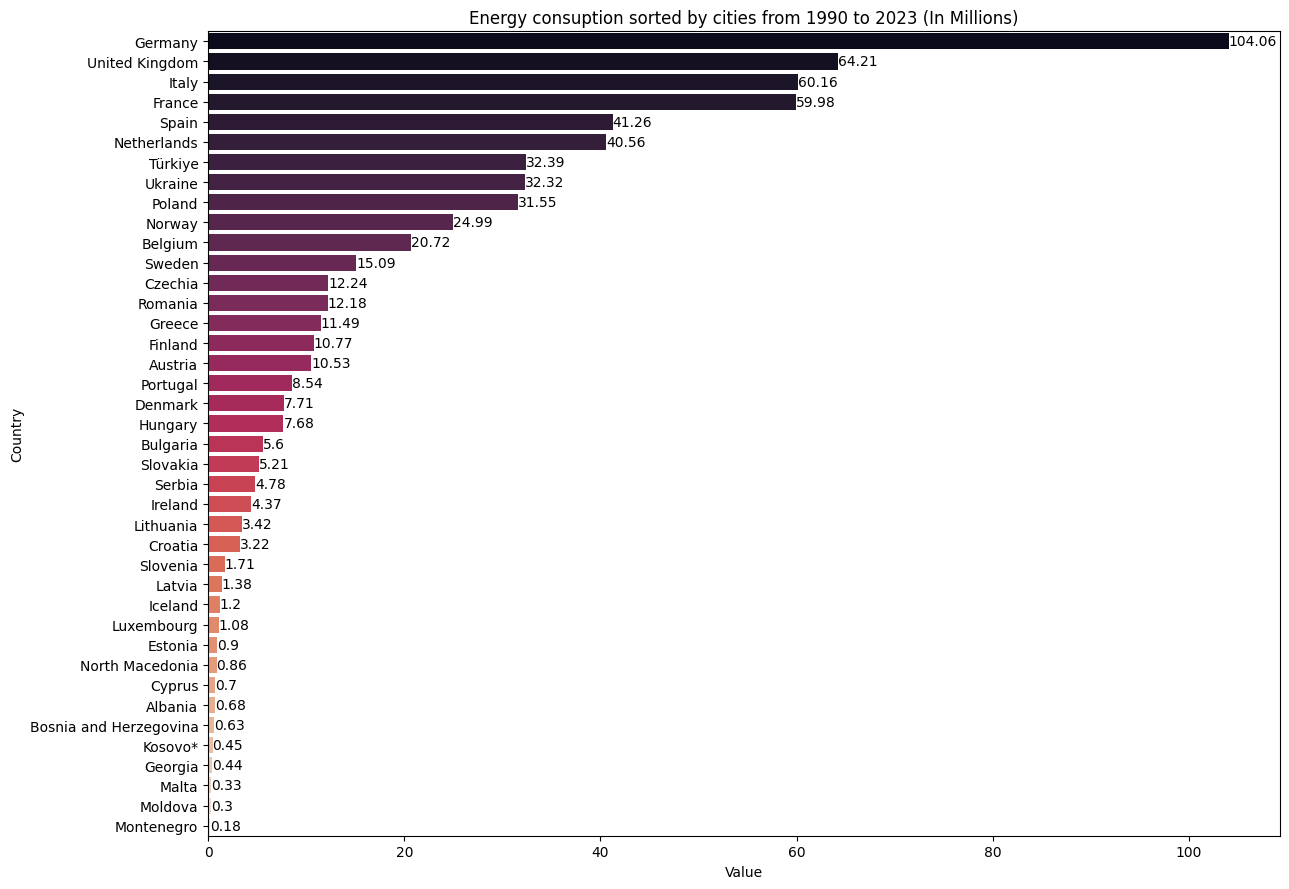 Energy consuption sorted by cities from 1990 to 2023 (In Millions)
Germany 104.06
United Kingdom 64.21
Italy 60.16
France 59.98
Spain 41.26
Netherlands 40.56
Türkiye 32.39
Ukraine 32.32
Poland 31.55
Norway 24.99
Belgium 20.72
Sweden 15.09
Czechia 12.24
Romania 12.18
Greece 11.49
Finland 10.77
Austria 10.53
Portugal 8.54
Denmark 7.71
Hungary 7.68
Bulgaria 5.6
Slovakia 5.21
Serbia 4.78
Ireland 4.37
Lithuania 3.42
Croatia 3.22
Slovenia 1.71
Latvia 1.38
Iceland 1.2
Luxembourg 1.08
Estonia 0.9
North Macedonia 0.86
Cyprus 0.7
Albania 0.68
Bosnia and Herzegovina 0.63
Kosovo* 0.45
Georgia 0.44
Malta 0.33
Moldova 0.3
Montenegro 0.18
Country
0 20 40 60 80 100
Value